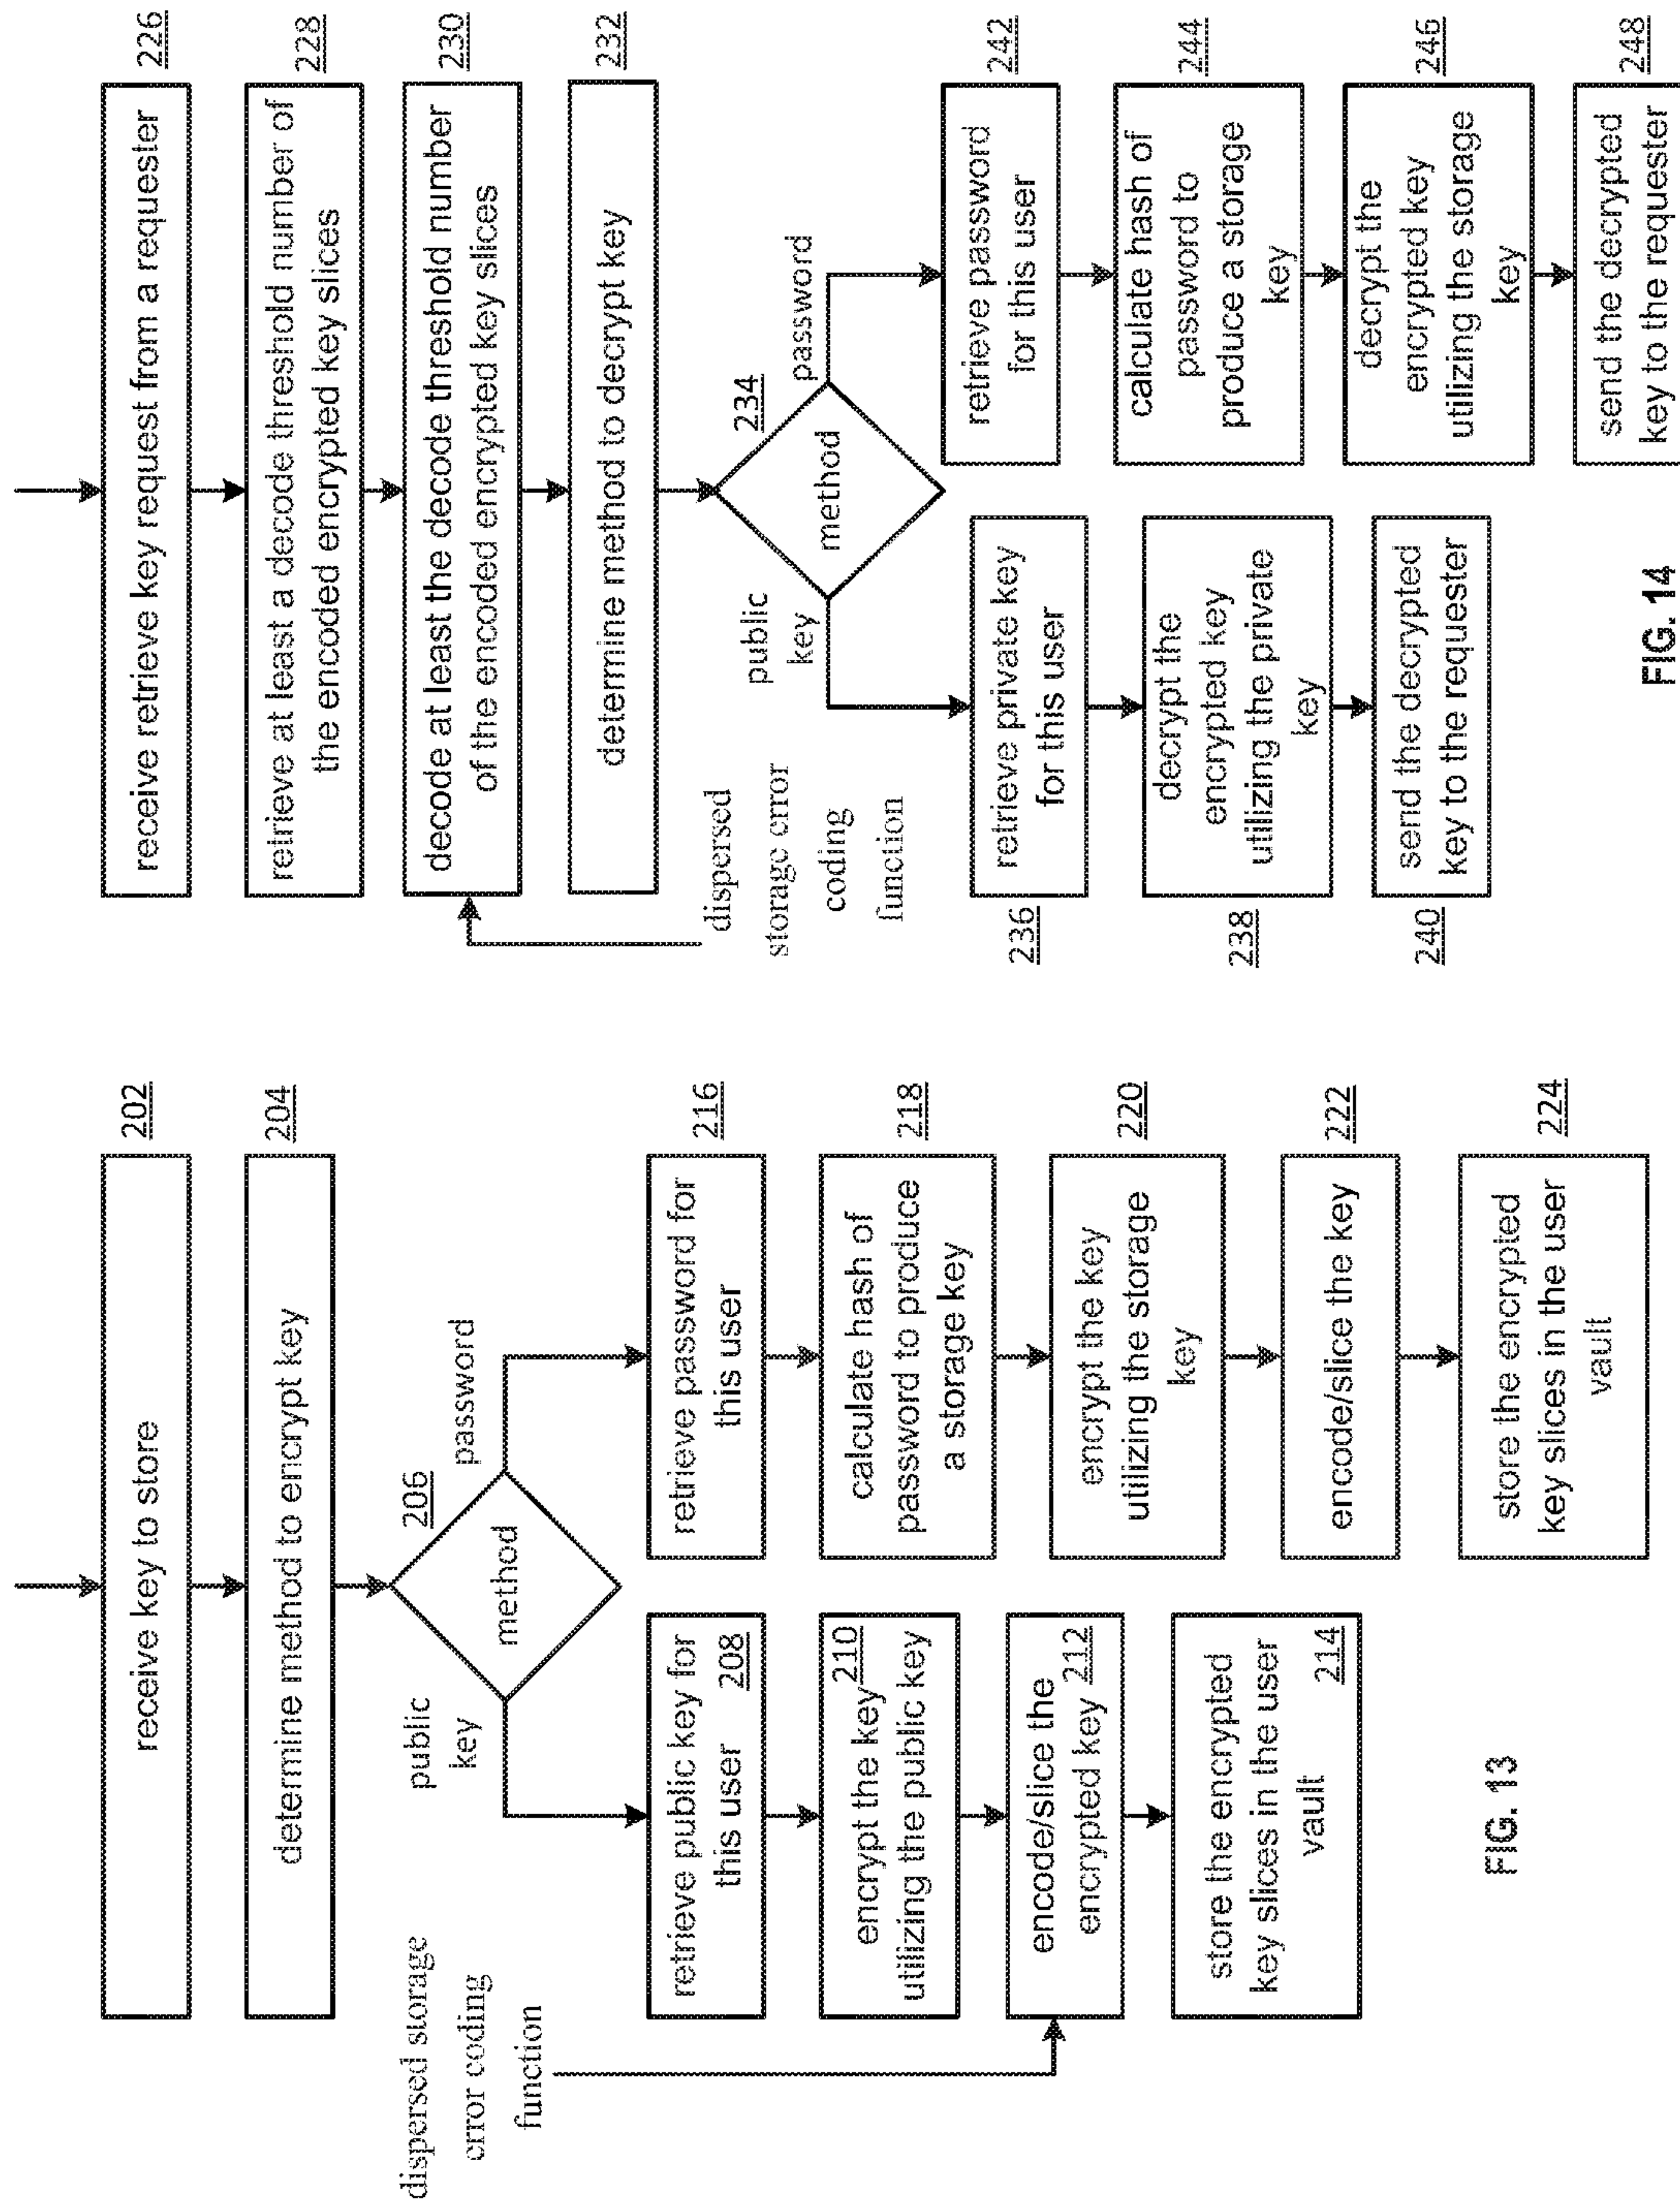 202
receive key to store
204
determine method to encrypt key
206
method
public
key
password
dispersed storage
error coding
function
retrieve public key for
this user 208
210
encrypt the key
utilizing the public key
encode/slice the
encrypted key 212
store the encrypted
key slices in the user
vault 214
216
retrieve password for
this user
218
calculate hash of
password to produce
a storage key
220
encrypt the key
utilizing the storage
key
222
encode/slice the key
224
store the encrypted
key slices in the user
vault
FIG. 13
226
receive retrieve key request from a requester
228
retrieve at least a decode threshold number of
the encoded encrypted key slices
230
decode at least the decode threshold number
of the encoded encrypted key slices
232
determine method to decrypt key
234
method
public
key
password
dispersed
storage error
coding
function
retrieve private key
for this user
236
decrypt the
encrypted key
utilizing the private
key
238
send the decrypted
key to the requester
240
242
retrieve password
for this user
244
calculate hash of
password to
produce a storage
key
246
decrypt the
encrypted key
utilizing the storage
key
248
send the decrypted
key to the requester
FIG. 14